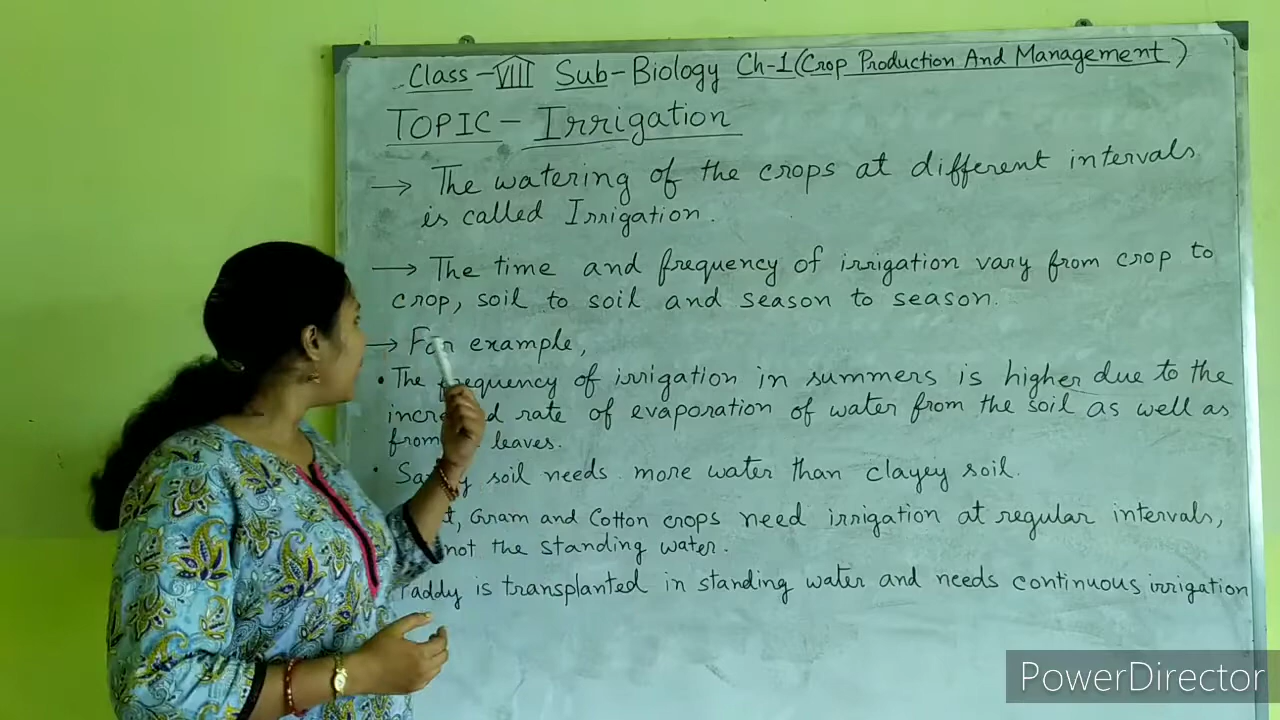 Class - VIII Sub - Biology Ch-1 (Crop Production And Management)
TOPIC - Irrigation
→ The watering of the crops at different intervals
is called Irrigation.
→ The time and frequency of irrigation vary from crop to
crop, soil to soil and season to season.
→ For example,
• The frequency of irrigation in summers is higher due to the
rate of evaporation of water from the soil as well as
from leaves.
• Sandy soil needs more water than clayey soil.
Gram and Cotton crops need irrigation at regular intervals,
not the standing water.
Paddy is transplanted in standing water and needs continuous irrigation
PowerDirector